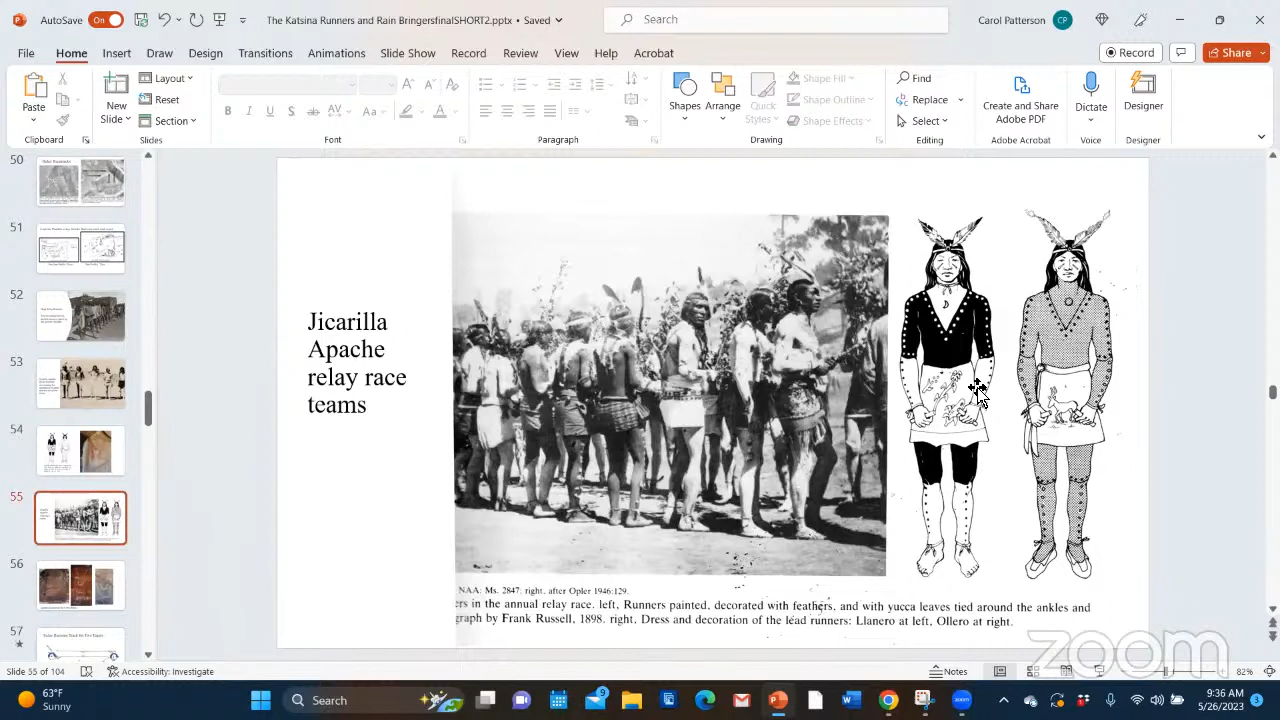 AutoSave On The Katsina Runners and Rain BringersfinalSHORT2.pptx • Saved Search Carol Patterson CP
File Home Insert Draw Design Transitions Animations Slide Show Record Review View Help Acrobat Record Share
Paste New Slide Layout Reset Section Shapes Arrange Quick Styles Shape Fill Shape Outline Shape Effects Find Replace Select Create and Share Adobe PDF Dictate Designer
B I U S ab AV Aa A
Clipboard Slides Font Paragraph Drawing Editing Adobe Acrobat Voice Designer
50
51
52
53
54
55
56
Jicarilla
Apache
relay race
teams
NAA: Ms. 2847. right, after Opler 1946:129.
ers in the annual relay race. left, Runners painted, decorated with feathers, and with yucca leaves tied around the ankles and
graph by Frank Russell, 1898. right, Dress and decoration of the lead runners: Llanero at left, Ollero at right.
zoom
Slide 55 of 104 Accessibility: Investigate Notes 82%
63°F
Sunny
Search
9
9:36 AM
5/26/2023
3